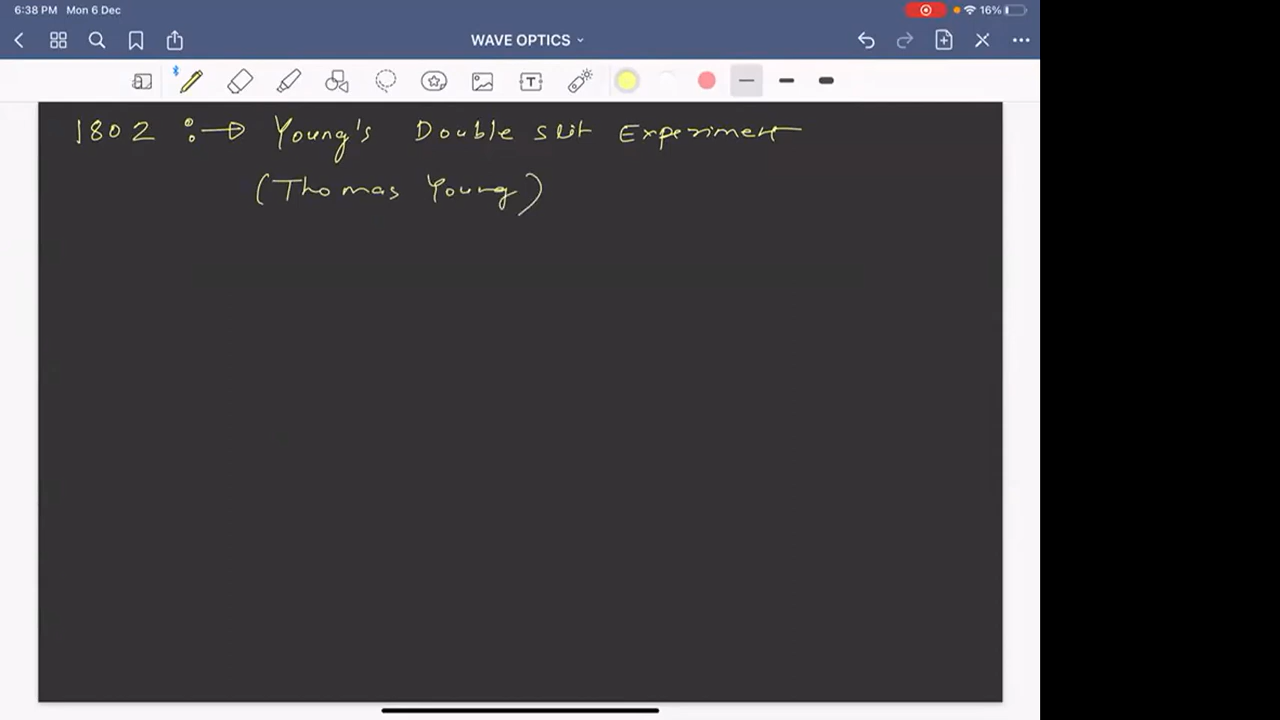 6:38 PM Mon 6 Dec
16%
WAVE OPTICS
1802 :→ Young's Double slit Experiment
(Thomas Young)